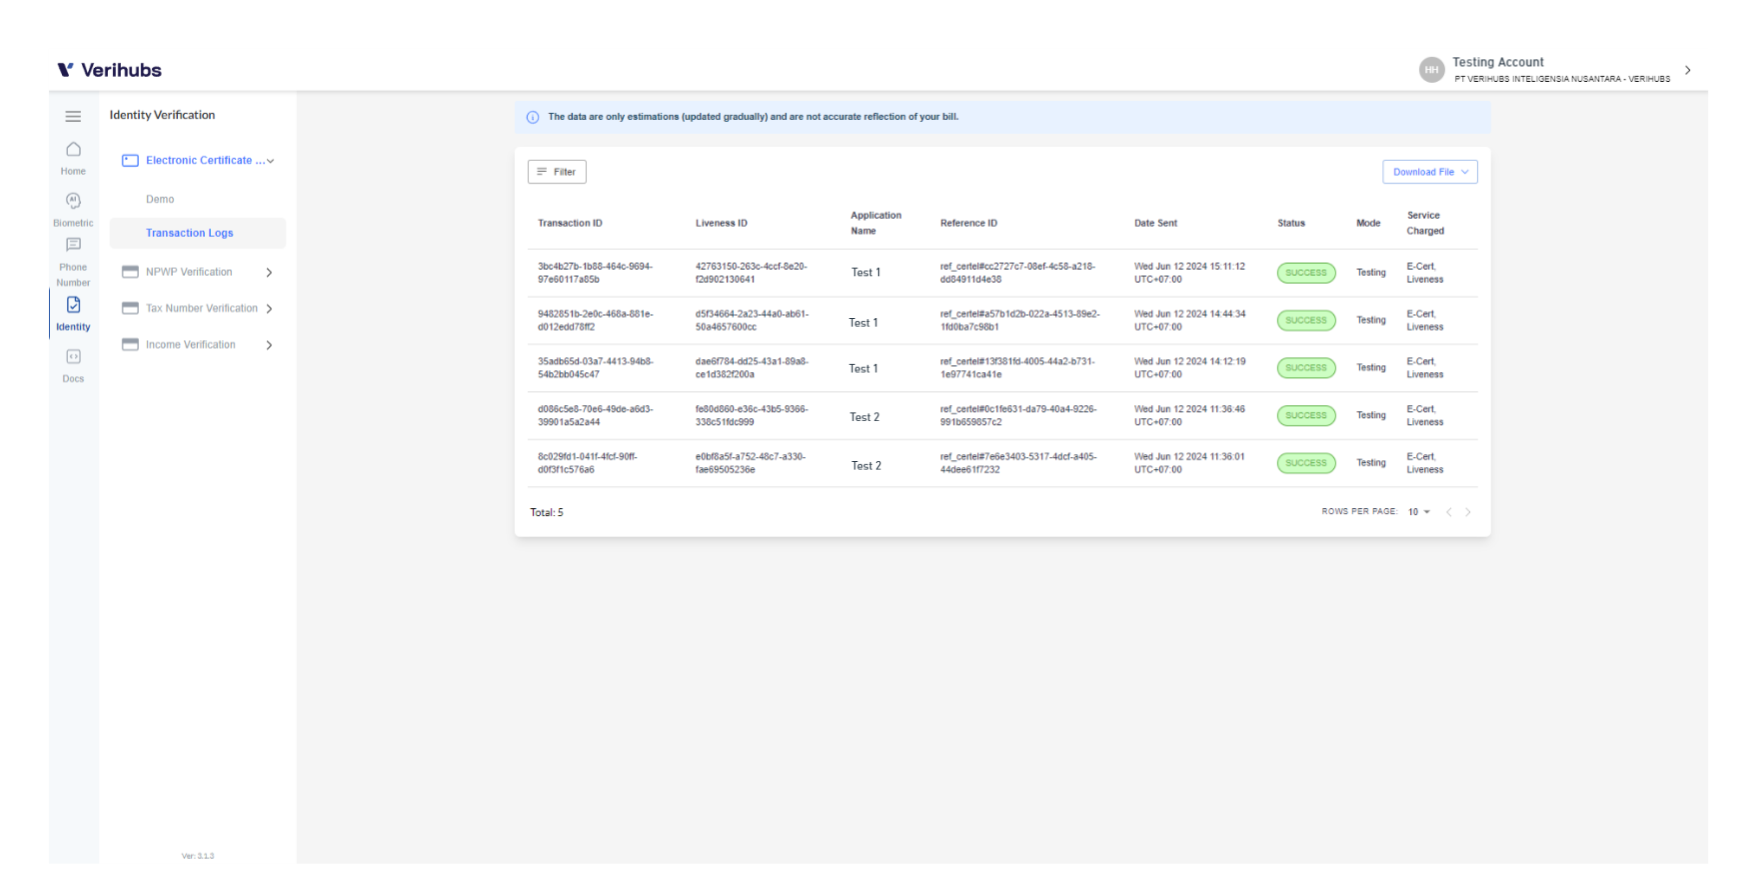 Verihubs
HH
Testing Account
PT VERIHUBS INTELIGENSIA NUSANTARA - VERIHUBS
Home
AI
Biometric
Phone
Number
Identity
Docs
Identity Verification
Electronic Certificate ...
Demo
Transaction Logs
NPWP Verification
Tax Number Verification
Income Verification
Ver: 3.1.3
The data are only estimations (updated gradually) and are not accurate reflection of your bill.
Filter
Download File
Transaction ID Liveness ID Application Name Reference ID Date Sent Status Mode Service Charged
3bc4b27b-1b88-464c-9694- 42763150-263c-4ccf-8e20- Test 1 ref_certel#cc2727c7-08ef-4c58-a218- Wed Jun 12 2024 15:11:12 SUCCESS Testing E-Cert,
97e60117a85b f2d902130641 dd84911d4e38 UTC+07:00 Liveness
9482851b-2e0c-468a-881e- d5f34664-2a23-44a0-ab61- Test 1 ref_certel#a57b1d2b-022a-4513-89e2- Wed Jun 12 2024 14:44:34 SUCCESS Testing E-Cert,
d012edd78ff2 50a4657600cc 1fd0ba7c98b1 UTC+07:00 Liveness
35adb65d-03a7-4413-94b8- dae6f784-dd25-43a1-89a8- Test 1 ref_certel#13f381fd-4005-44a2-b731- Wed Jun 12 2024 14:12:19 SUCCESS Testing E-Cert,
54b2bb045c47 ce1d382f200a 1e97741ca41e UTC+07:00 Liveness
d086c5e8-70e6-49de-a6d3- fe80d860-e36c-43b5-9366- Test 2 ref_certel#0c1fe631-da79-40a4-9226- Wed Jun 12 2024 11:36:46 SUCCESS Testing E-Cert,
39901a5a2a44 338c51fdc999 991b659857c2 UTC+07:00 Liveness
8c029fd1-041f-4fcf-90ff- e0bf8a5f-a752-48c7-a330- Test 2 ref_certel#7e6e3403-5317-4dcf-a405- Wed Jun 12 2024 11:36:01 SUCCESS Testing E-Cert,
d0f3f1c576a6 fae69505236e 44dee61f7232 UTC+07:00 Liveness
Total: 5
ROWS PER PAGE: 10